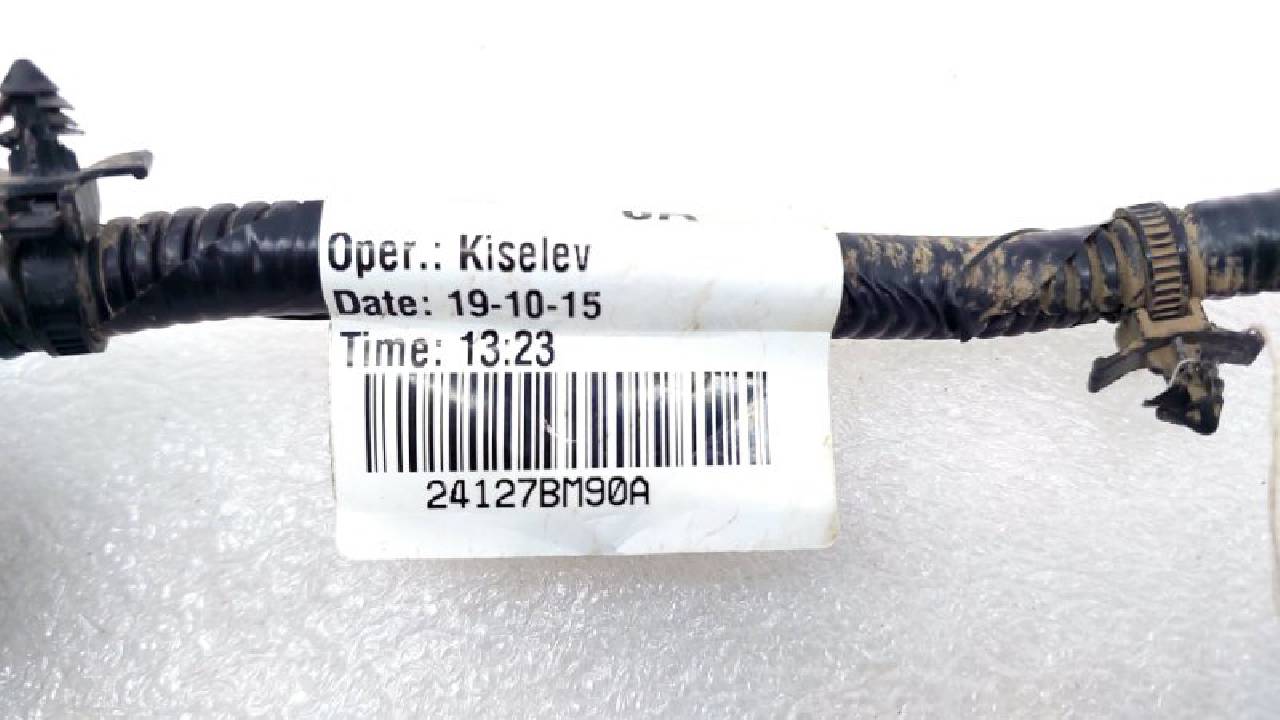 Oper.: Kiselev
Date: 19-10-15
Time: 13:23
24127BM90A